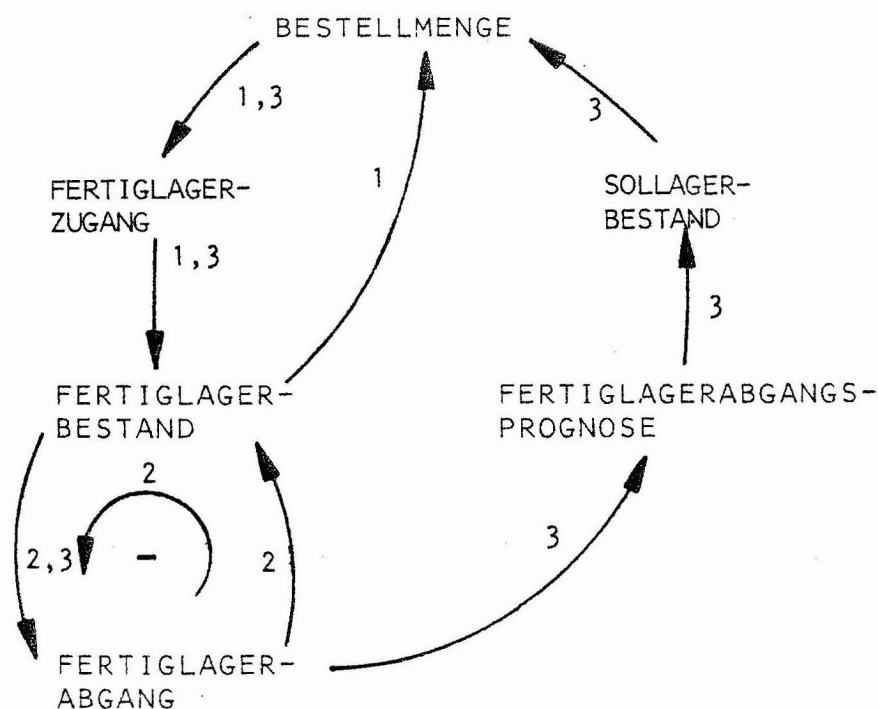 BESTELLMENGE
1,3
3
FERTIGLAGER-
ZUGANG
1
SOLLAGER-
BESTAND
1,3
3
FERTIGLAGER-
BESTAND
FERTIGLAGERABGANGS-
PROGNOSE
2
2,3
-
2
3
FERTIGLAGER-
ABGANG